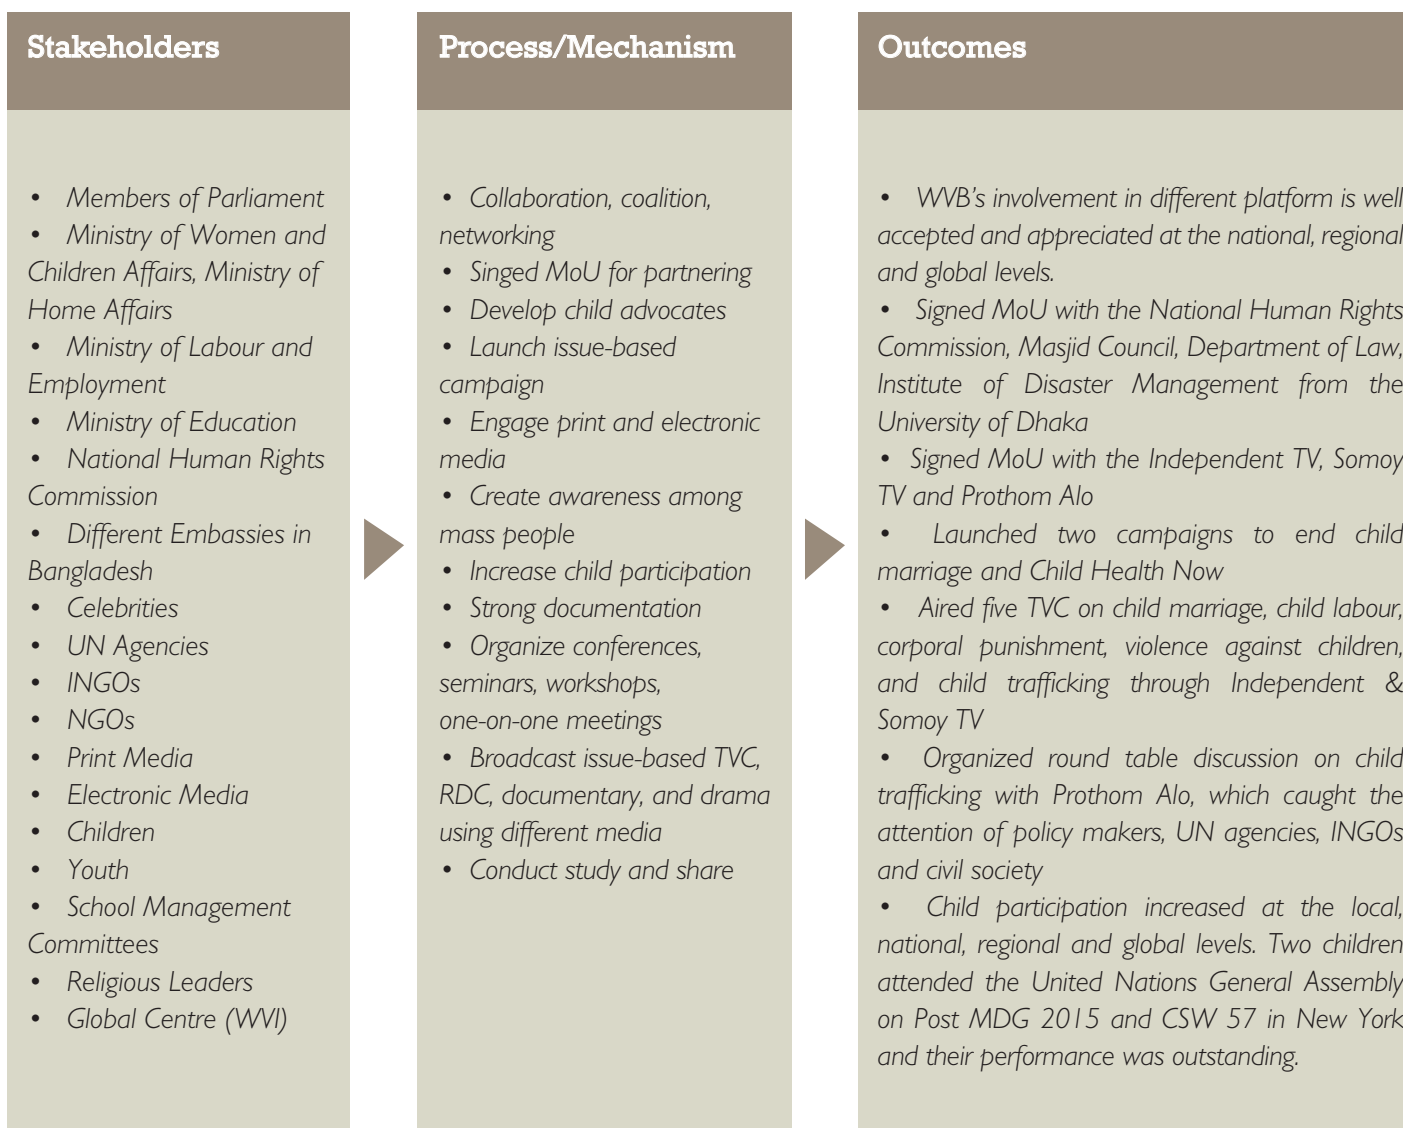 Stakeholders
• Members of Parliament
• Ministry of Women and
Children Affairs, Ministry of
Home Affairs
• Ministry of Labour and
Employment
• Ministry of Education
• National Human Rights
Commission
• Different Embassies in
Bangladesh
• Celebrities
• UN Agencies
• INGOs
• NGOs
• Print Media
• Electronic Media
• Children
• Youth
• School Management
Committees
• Religious Leaders
• Global Centre (WVI)
Process/Mechanism
• Collaboration, coalition,
networking
• Singed MoU for partnering
• Develop child advocates
• Launch issue-based
campaign
• Engage print and electronic
media
• Create awareness among
mass people
• Increase child participation
• Strong documentation
• Organize conferences,
seminars, workshops,
one-on-one meetings
• Broadcast issue-based TVC,
RDC, documentary, and drama
using different media
• Conduct study and share
Outcomes
• WVB's involvement in different platform is well
accepted and appreciated at the national, regional
and global levels.
• Signed MoU with the National Human Rights
Commission, Masjid Council, Department of Law,
Institute of Disaster Management from the
University of Dhaka
• Signed MoU with the Independent TV, Somoy
TV and Prothom Alo
• Launched two campaigns to end child
marriage and Child Health Now
• Aired five TVC on child marriage, child labour,
corporal punishment, violence against children,
and child trafficking through Independent &
Somoy TV
• Organized round table discussion on child
trafficking with Prothom Alo, which caught the
attention of policy makers, UN agencies, INGOs
and civil society
• Child participation increased at the local,
national, regional and global levels. Two children
attended the United Nations General Assembly
on Post MDG 2015 and CSW 57 in New York
and their performance was outstanding.